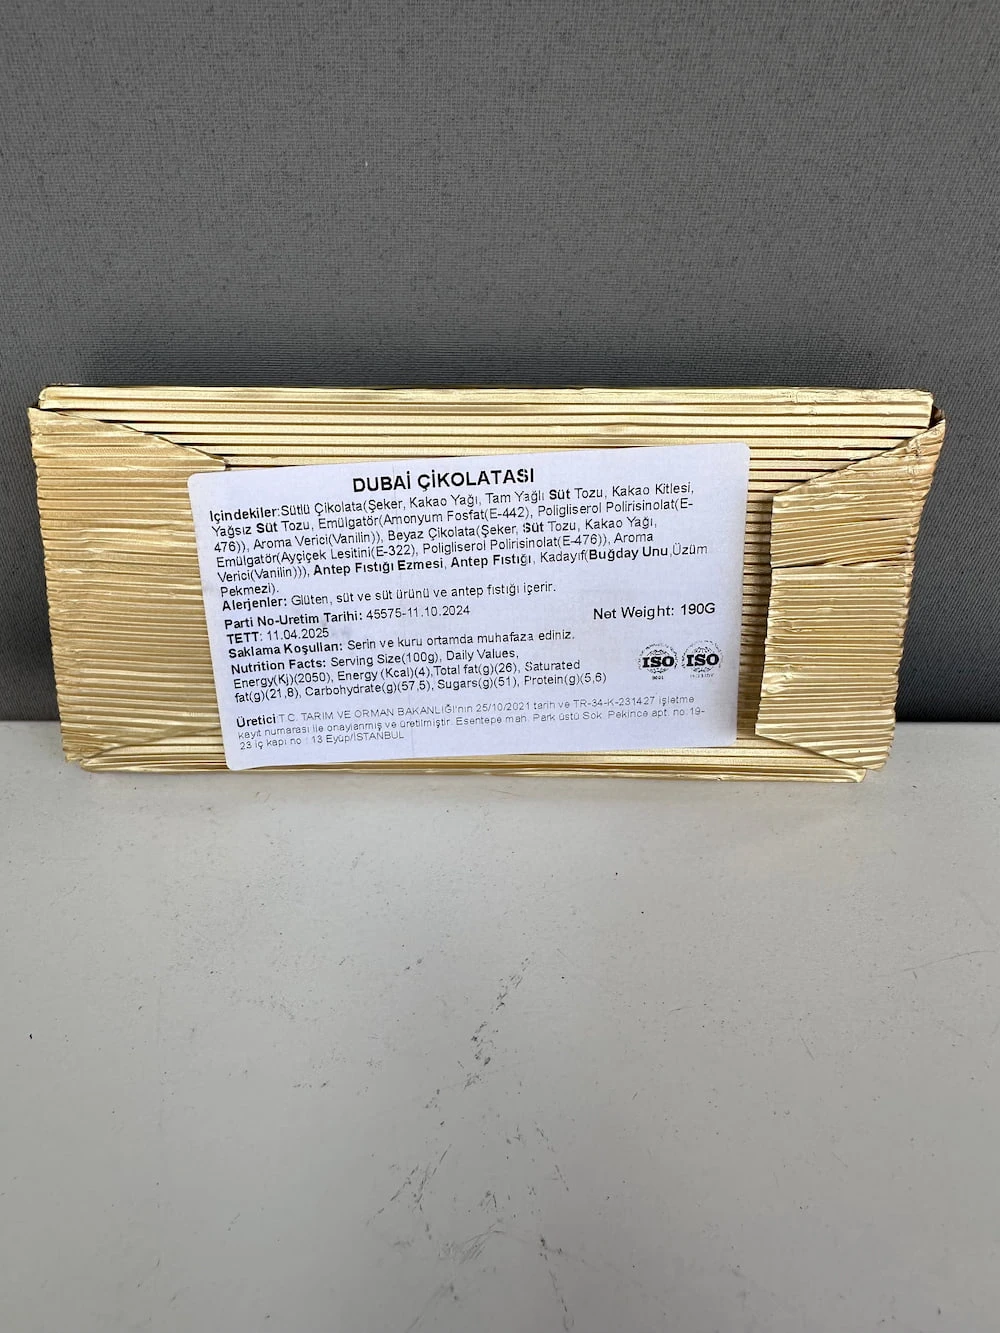 DUBAİ ÇİKOLATASI
İçindekiler:Sütlü Çikolata(Şeker, Kakao Yağı, Tam Yağlı Süt Tozu, Kakao Kitlesi,
Yağsız Süt Tozu, Emülgatör(Amonyum Fosfat(E-442), Poligliserol Polirisinolat(E-
476)), Aroma Verici(Vanilin)), Beyaz Çikolata(Şeker, Süt Tozu, Kakao Yağı,
Emülgatör(Ayçiçek Lesitini(E-322), Poligliserol Polirisinolat(E-476)), Aroma
Verici(Vanilin))), Antep Fıstığı Ezmesi, Antep Fıstığı, Kadayıf(Buğday Unu,Üzüm
Pekmezi).
Alerjenler: Glüten, süt ve süt ürünü ve antep fıstığı içerir.
Parti No-Üretim Tarihi: 45575-11.10.2024
Net Weight: 190G
TETT: 11.04.2025
Saklama Koşulları: Serin ve kuru ortamda muhafaza ediniz.
Nutrition Facts: Serving Size(100g), Daily Values,
Energy(Kj)(2050), Energy (Kcal)(4),Total fat(g)(26), Saturated
fat(g)(21,8), Carbohydrate(g)(57,5), Sugars(g)(51), Protein(g)(5,6)
ISO
ISO
Üretici T.C. TARIM VE ORMAN BAKANLIĞI'nın 25/10/2021 tarih ve TR-34-K-231427 işletme
kayıt numarası ile onaylanmış ve üretilmiştir. Esentepe mah. Park üstü Sok. Pekince apt. no:19-
23 iç kapı no : 13 Eyüp/İSTANBUL